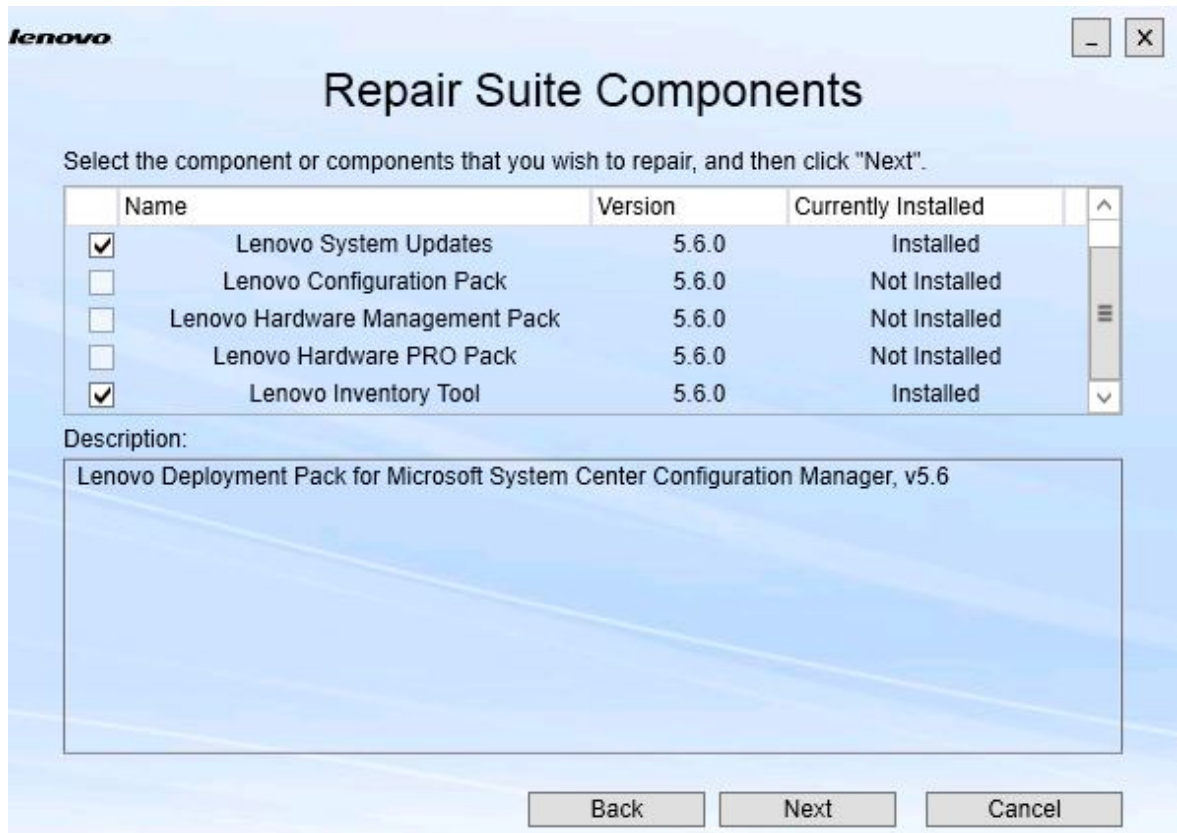 lenovo
Repair Suite Components
Select the component or components that you wish to repair, and then click "Next".
Name Version Currently Installed
Lenovo System Updates 5.6.0 Installed
Lenovo Configuration Pack 5.6.0 Not Installed
Lenovo Hardware Management Pack 5.6.0 Not Installed
Lenovo Hardware PRO Pack 5.6.0 Not Installed
Lenovo Inventory Tool 5.6.0 Installed
Description:
Lenovo Deployment Pack for Microsoft System Center Configuration Manager, v5.6
Back Next Cancel